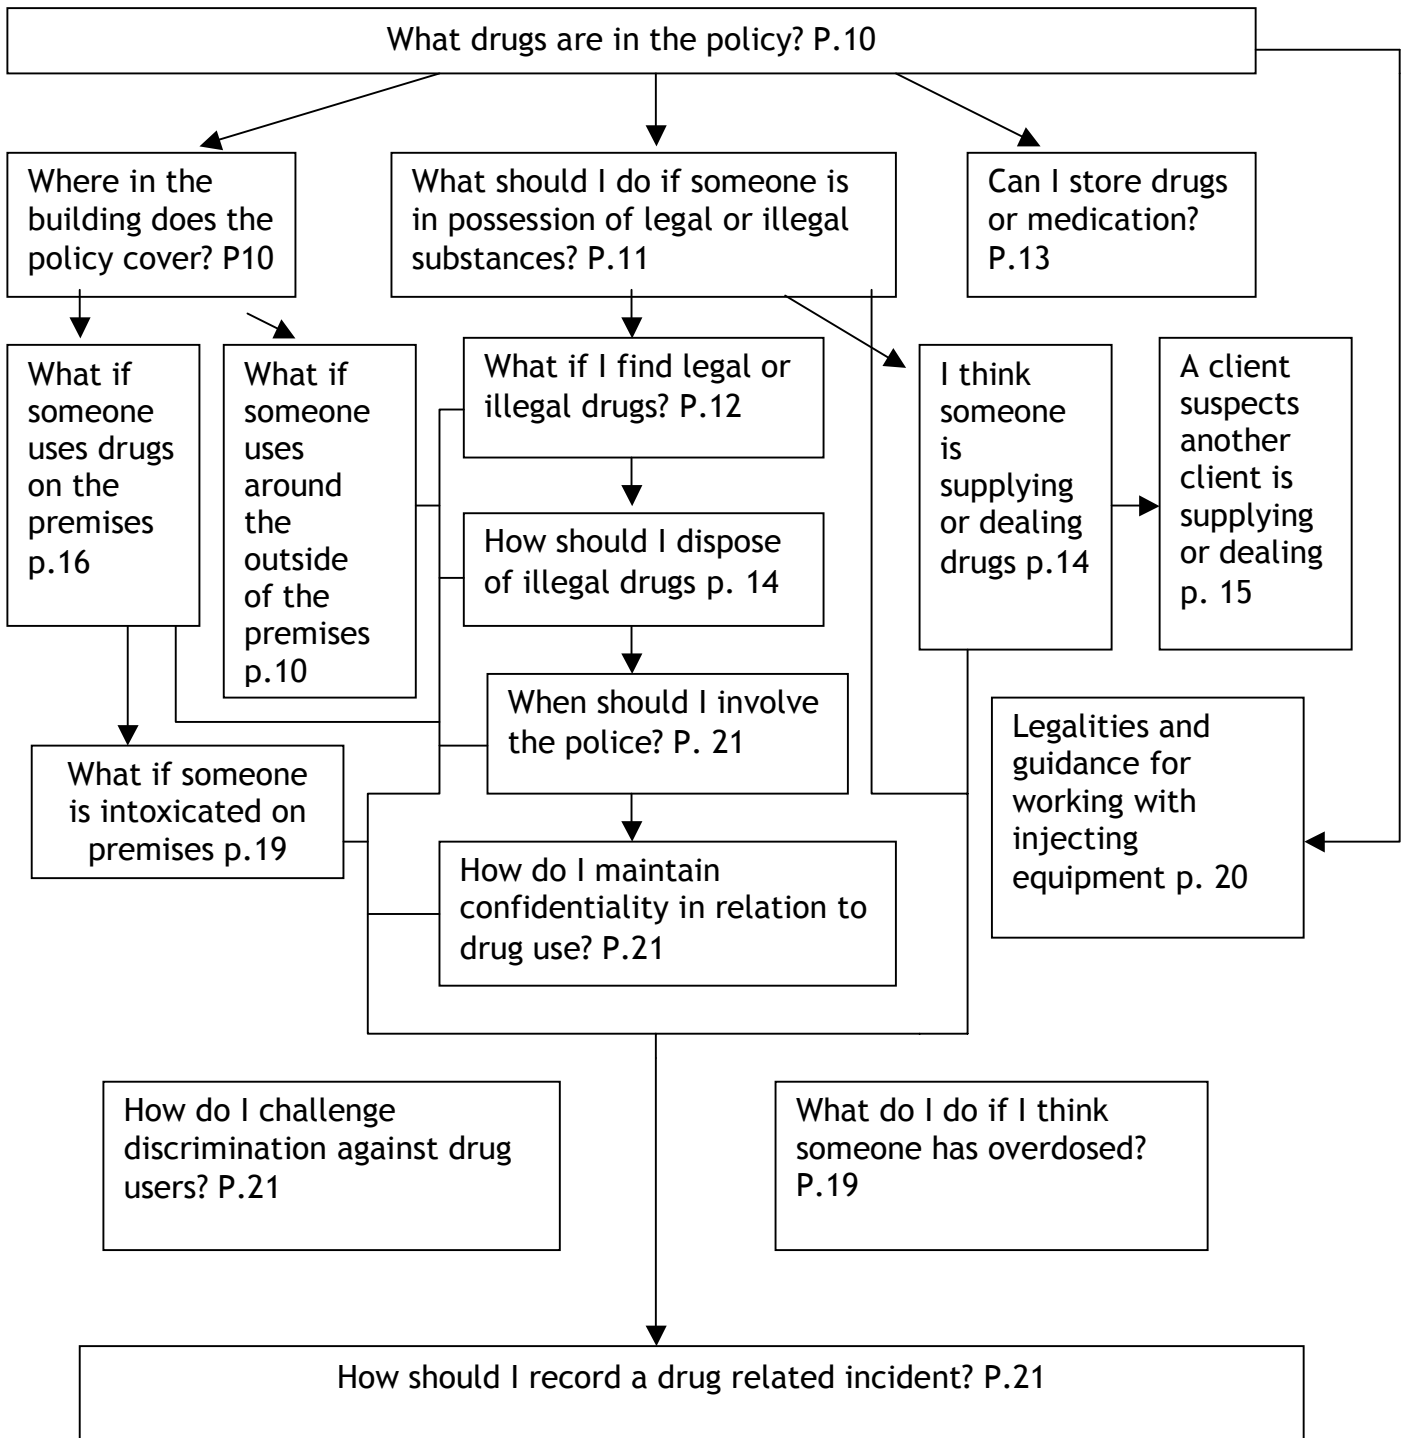 What drugs are in the policy? P.10
Where in the
building does the
policy cover? P10
What should I do if someone is
in possession of legal or illegal
substances? P.11
Can I store drugs
or medication?
P.13
What if
someone
uses drugs
on the
premises
p.16
What if
someone
uses
around
the
outside
of the
premises
p.10
What if I find legal or
illegal drugs? P.12
I think
someone
is
supplying
or dealing
drugs p.14
A client
suspects
another
client is
supplying
or dealing
p. 15
How should I dispose
of illegal drugs p. 14
When should I involve
the police? P. 21
Legalities and
guidance for
working with
injecting
equipment p. 20
What if someone
is intoxicated on
premises p.19
How do I maintain
confidentiality in relation to
drug use? P.21
How do I challenge
discrimination against drug
users? P.21
What do I do if I think
someone has overdosed?
P.19
How should I record a drug related incident? P.21